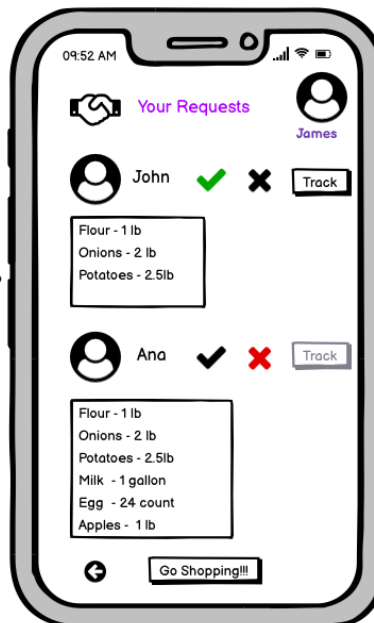 09:52 AM
Your Requests
James
John
Track
Flour - 1 lb
Onions - 2 lb
Potatoes - 2.5lb
Ana
Track
Flour - 1 lb
Onions - 2 lb
Potatoes - 2.5lb
Milk - 1 gallon
Egg - 24 count
Apples - 1 lb
Go Shopping!!!